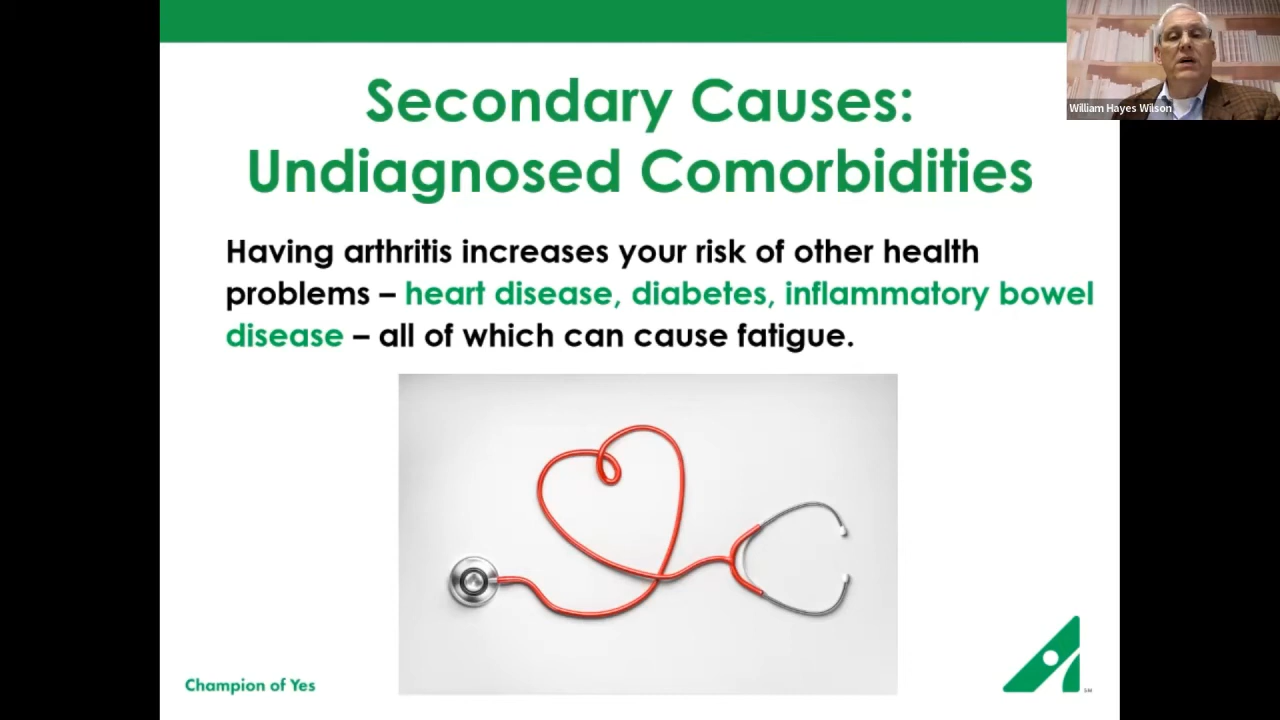 Secondary Causes:
Undiagnosed Comorbidities
William Hayes Wilson
Having arthritis increases your risk of other health
problems – heart disease, diabetes, inflammatory bowel
disease – all of which can cause fatigue.
Champion of Yes
SM